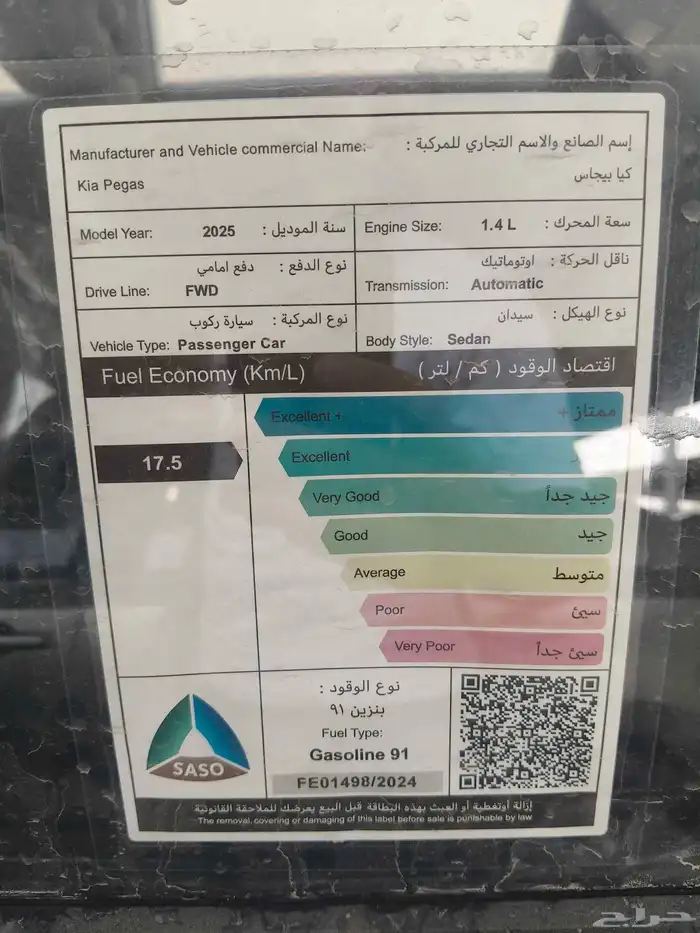 Manufacturer and Vehicle commercial Name: إسم الصانع والاسم التجاري للمركبة :
Kia Pegas كيا بيجاس
Model Year: 2025 سنة الموديل :
Engine Size: 1.4 L سعة المحرك :
نوع الدفع : دفع امامي
Drive Line: FWD
ناقل الحركة : اوتوماتيك
Transmission: Automatic
نوع المركبة : سيارة ركوب
Vehicle Type: Passenger Car
نوع الهيكل : سيدان
Body Style: Sedan
Fuel Economy (Km/L) اقتصاد الوقود ( كم / لتر )
17.5
Excellent + ممتاز +
Excellent
Very Good جيد جداً
Good جيد
Average متوسط
Poor سيئ
Very Poor سيئ جداً
SASO
نوع الوقود :
بنزين ٩١
Fuel Type:
Gasoline 91
FE01498/2024
إزالة أوتغطية أو العبث بهذه البطاقة قبل البيع يعرضك للملاحقة القانونية
The removal, covering or damaging of this label before sale is punishable by law
حراج